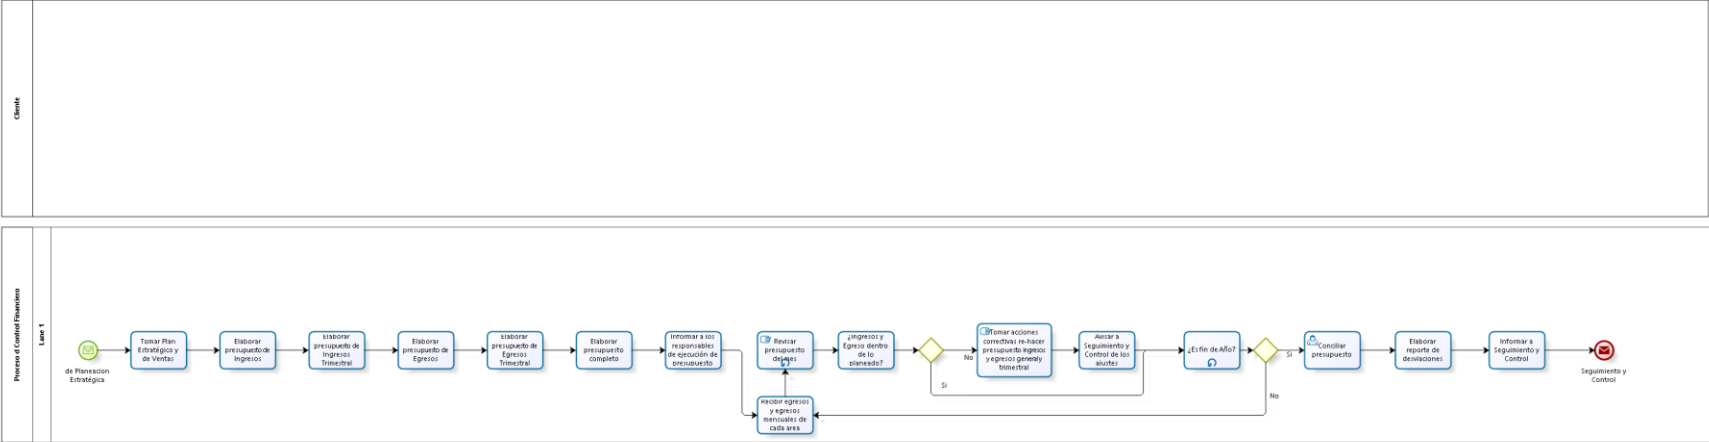 Cliente
Proceso d Control Financiero
Lane 1
de Planeacion
Estratégica
Tomar Plan
Estratégico y
de Ventas
Elaborar
presupuesto de
Ingresos
Elaborar
presupuesto de
Ingresos
Trimestral
Elaborar
presupuesto de
Egresos
Elaborar
presupuesto de
Egresos
Trimestral
Elaborar
presupuesto
completo
Informar a los
responsables
de ejecución de
presupuesto
Revisar
presupuesto
del mes
Recibir egresos
y egresos
mensuales de
cada area
¿Ingresos y
Egreso dentro
de lo
planeado?
No
Si
Tomar acciones
correctivas re-hacer
presupuesto ingresos
y egresos general y
trimestral
Avisar a
Seguimiento y
Control de los
ajustes
¿Es fin de Año?
Si
No
Conciliar
presupuesto
Elaborar
reporte de
desviaciones
Informar a
Seguimiento y
Control
Seguimiento y
Control